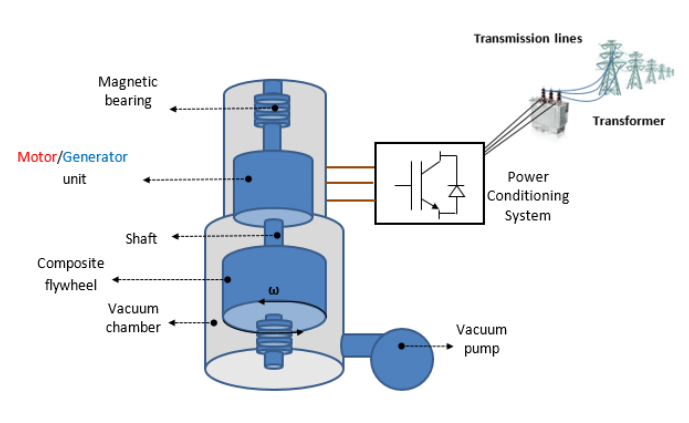 Transmission lines
Magnetic
bearing
Transformer
Motor/Generator
unit
Power
Conditioning
System
Shaft
Composite
flywheel
ω
Vacuum
chamber
Vacuum
pump